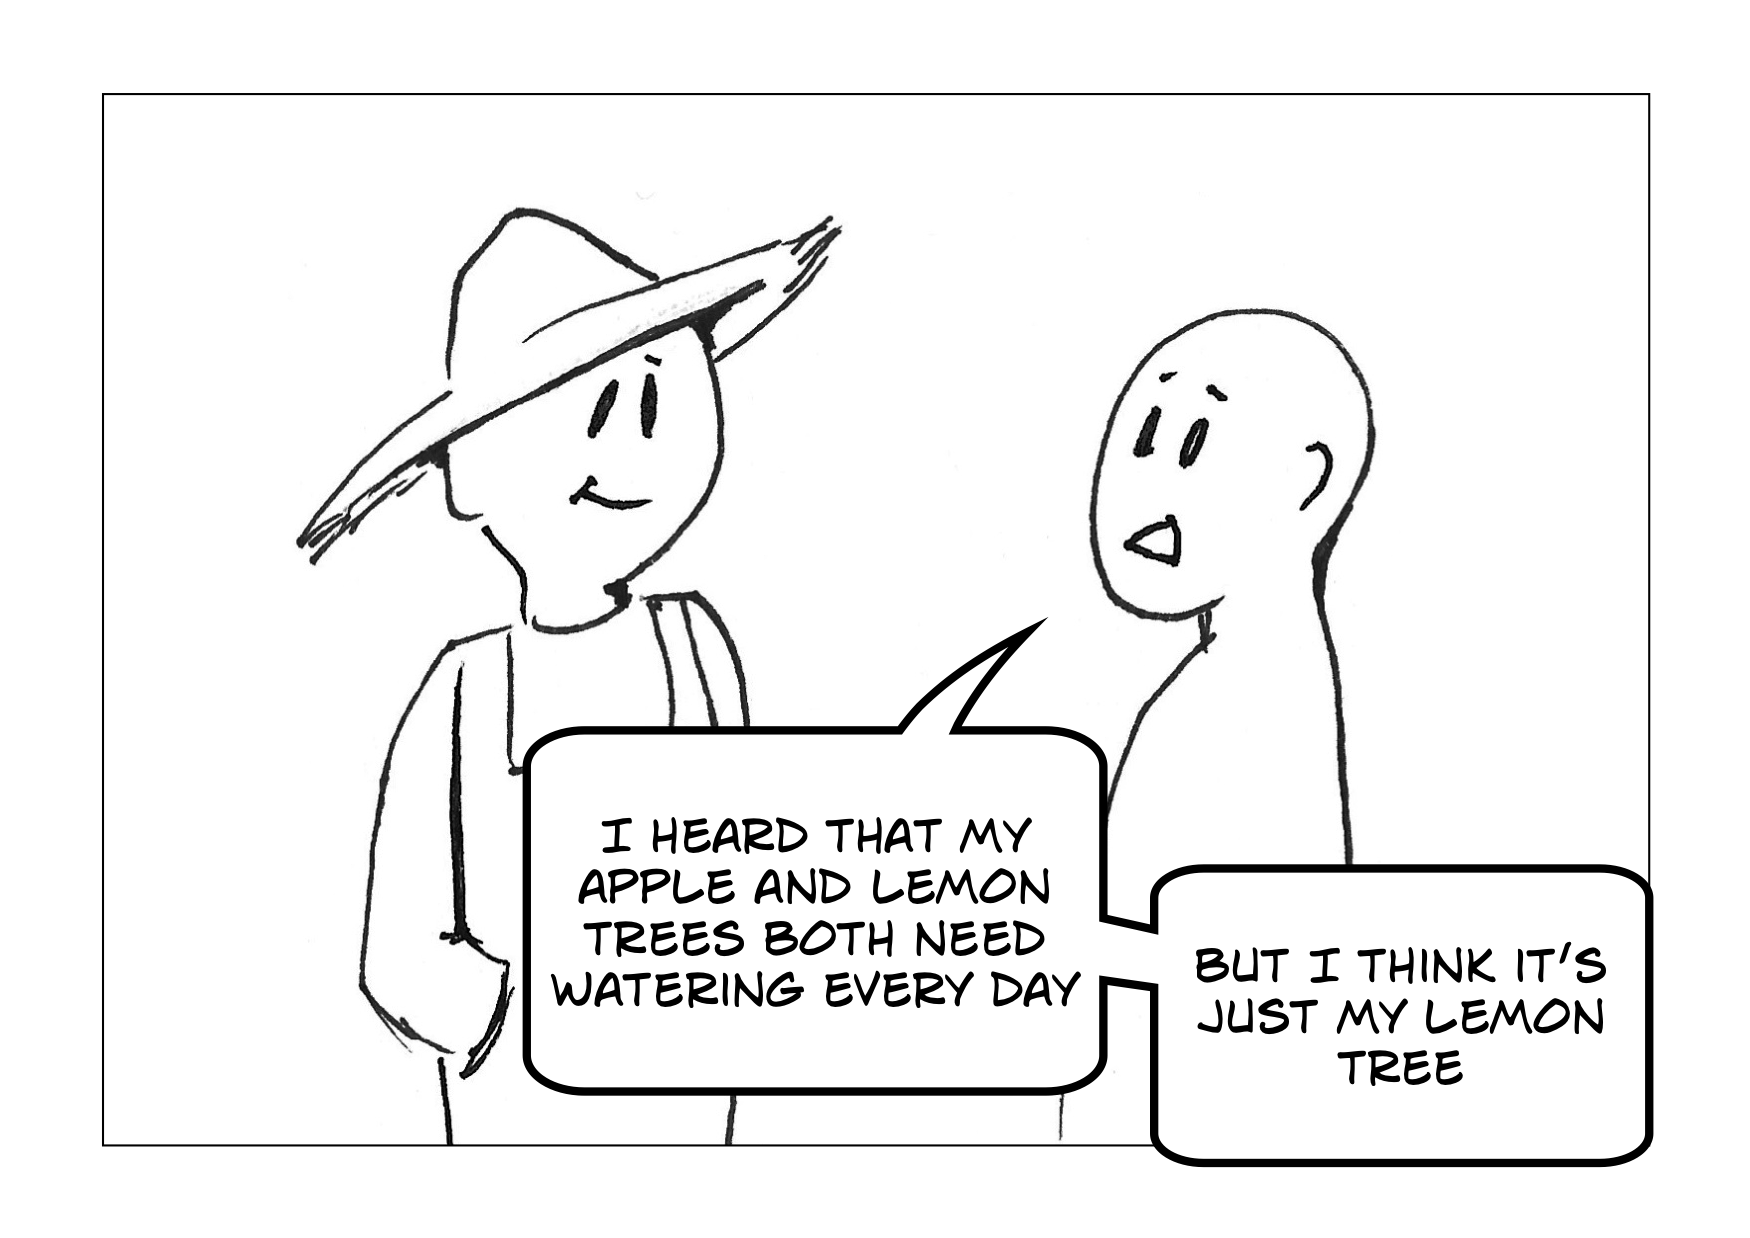 I HEARD THAT MY
APPLE AND LEMON
TREES BOTH NEED
WATERING EVERY DAY
BUT I THINK IT'S
JUST MY LEMON
TREE